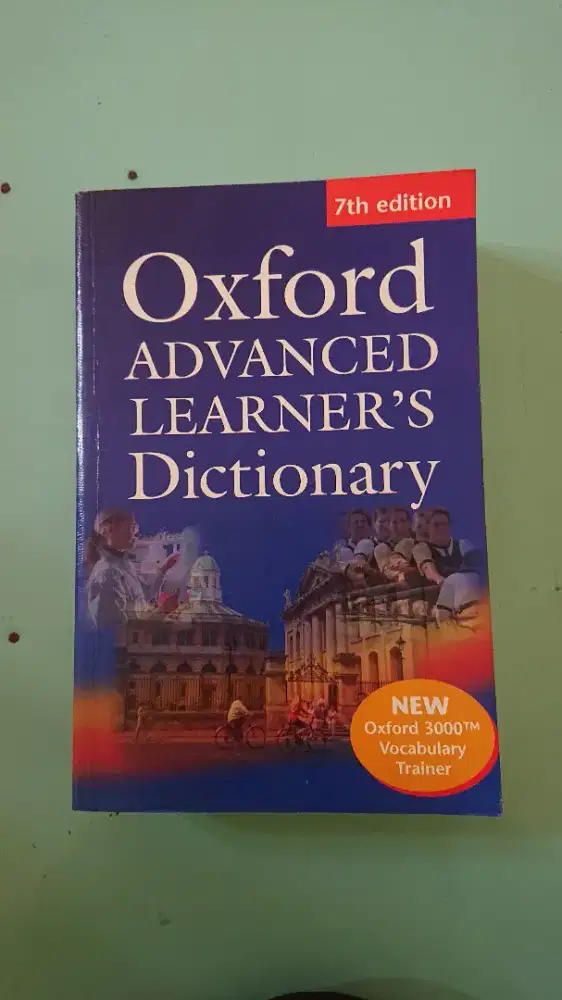 7th edition
Oxford
ADVANCED
LEARNER'S
Dictionary
NEW
Oxford 3000™
Vocabulary
Trainer